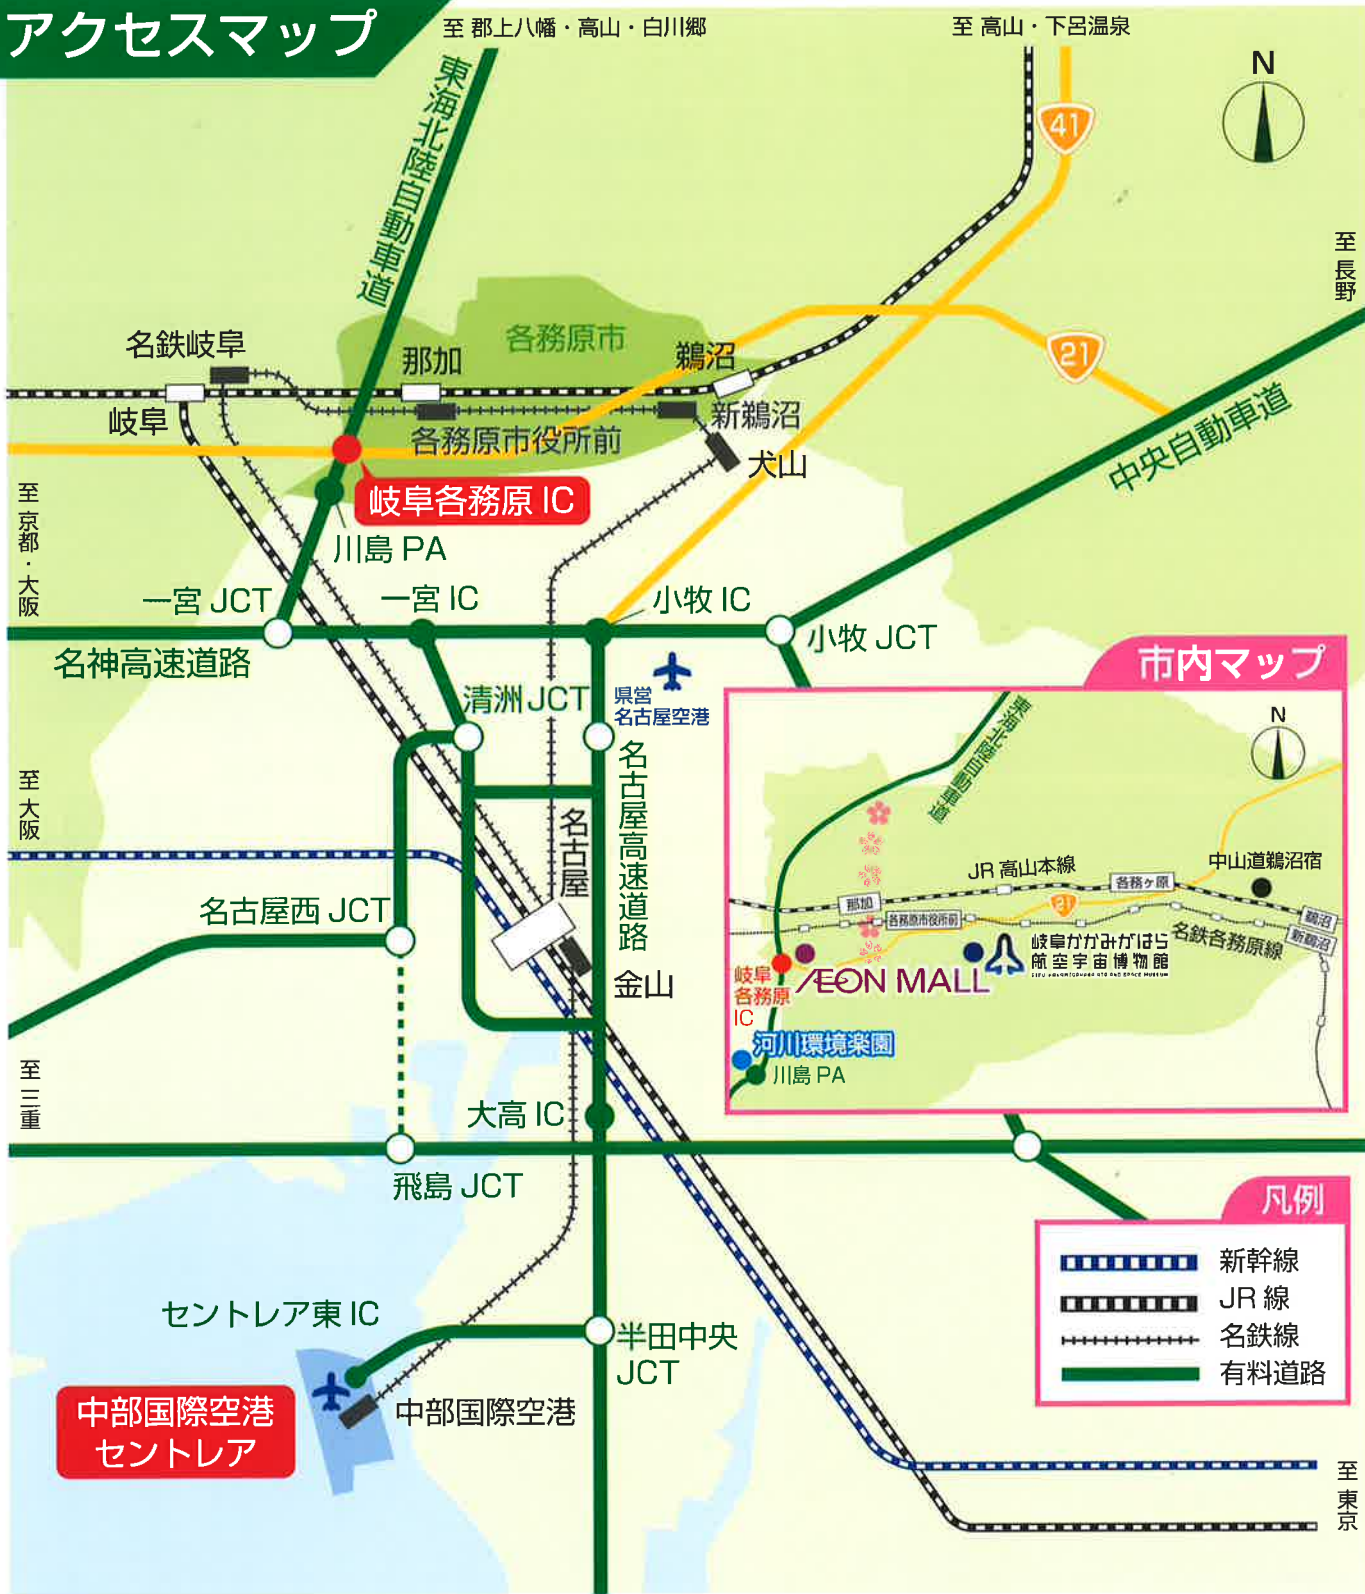 アクセスマップ
至 郡上八幡・高山・白川郷
至 高山・下呂温泉
N
41
東海北陸自動車道
至 長野
各務原市
名鉄岐阜
那加
鵜沼
21
岐阜
新鵜沼
各務原市役所前
犬山
中央自動車道
至 京都・大阪
岐阜各務原 IC
川島 PA
一宮 JCT
一宮 IC
小牧 IC
小牧 JCT
名神高速道路
清洲 JCT
県営
名古屋空港
至 大阪
名古屋
名古屋高速道路
名古屋西 JCT
金山
至 三重
大高 IC
飛島 JCT
セントレア東 IC
半田中央
JCT
中部国際空港
セントレア
中部国際空港
至 東京
市内マップ
東海北陸自動車道
N
JR 高山本線
中山道鵜沼宿
各務ヶ原
那加
21
各務原市役所前
鵜沼
新鵜沼
名鉄各務原線
岐阜かかみがはら
航空宇宙博物館
岐阜
各務原
IC
ÆON MALL
河川環境楽園
川島 PA
凡例
新幹線
JR 線
名鉄線
有料道路